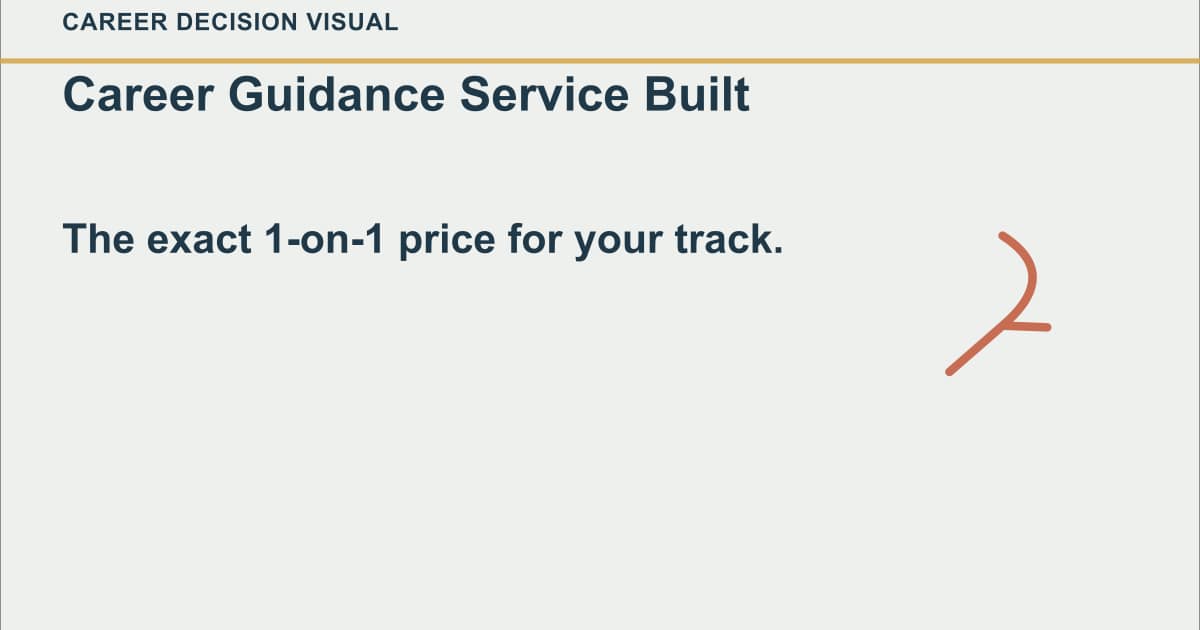 CAREER DECISION VISUAL
Career Guidance Service Built
The exact 1-on-1 price for your track.